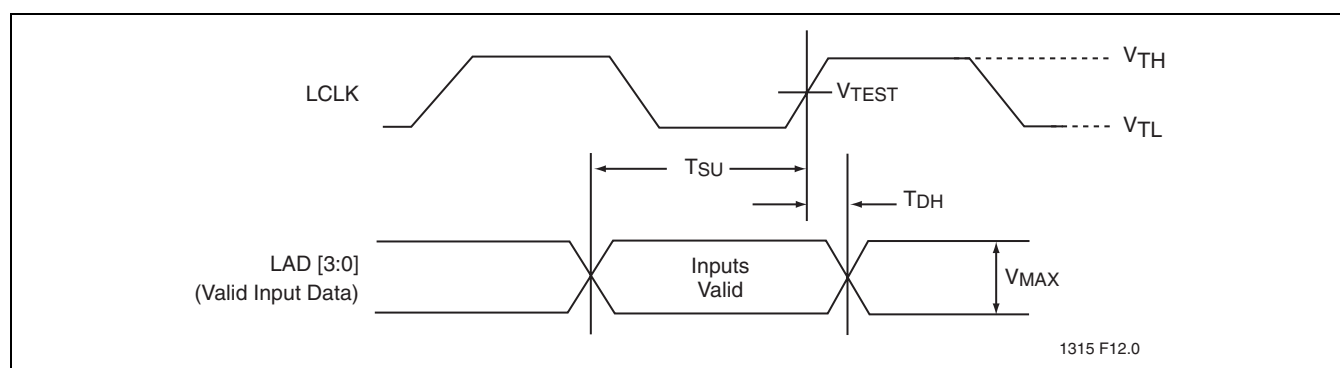 VTH
LCLK
VTEST
VTL
TSU
TDH
LAD [3:0]
(Valid Input Data)
Inputs
Valid
VMAX
1315 F12.0